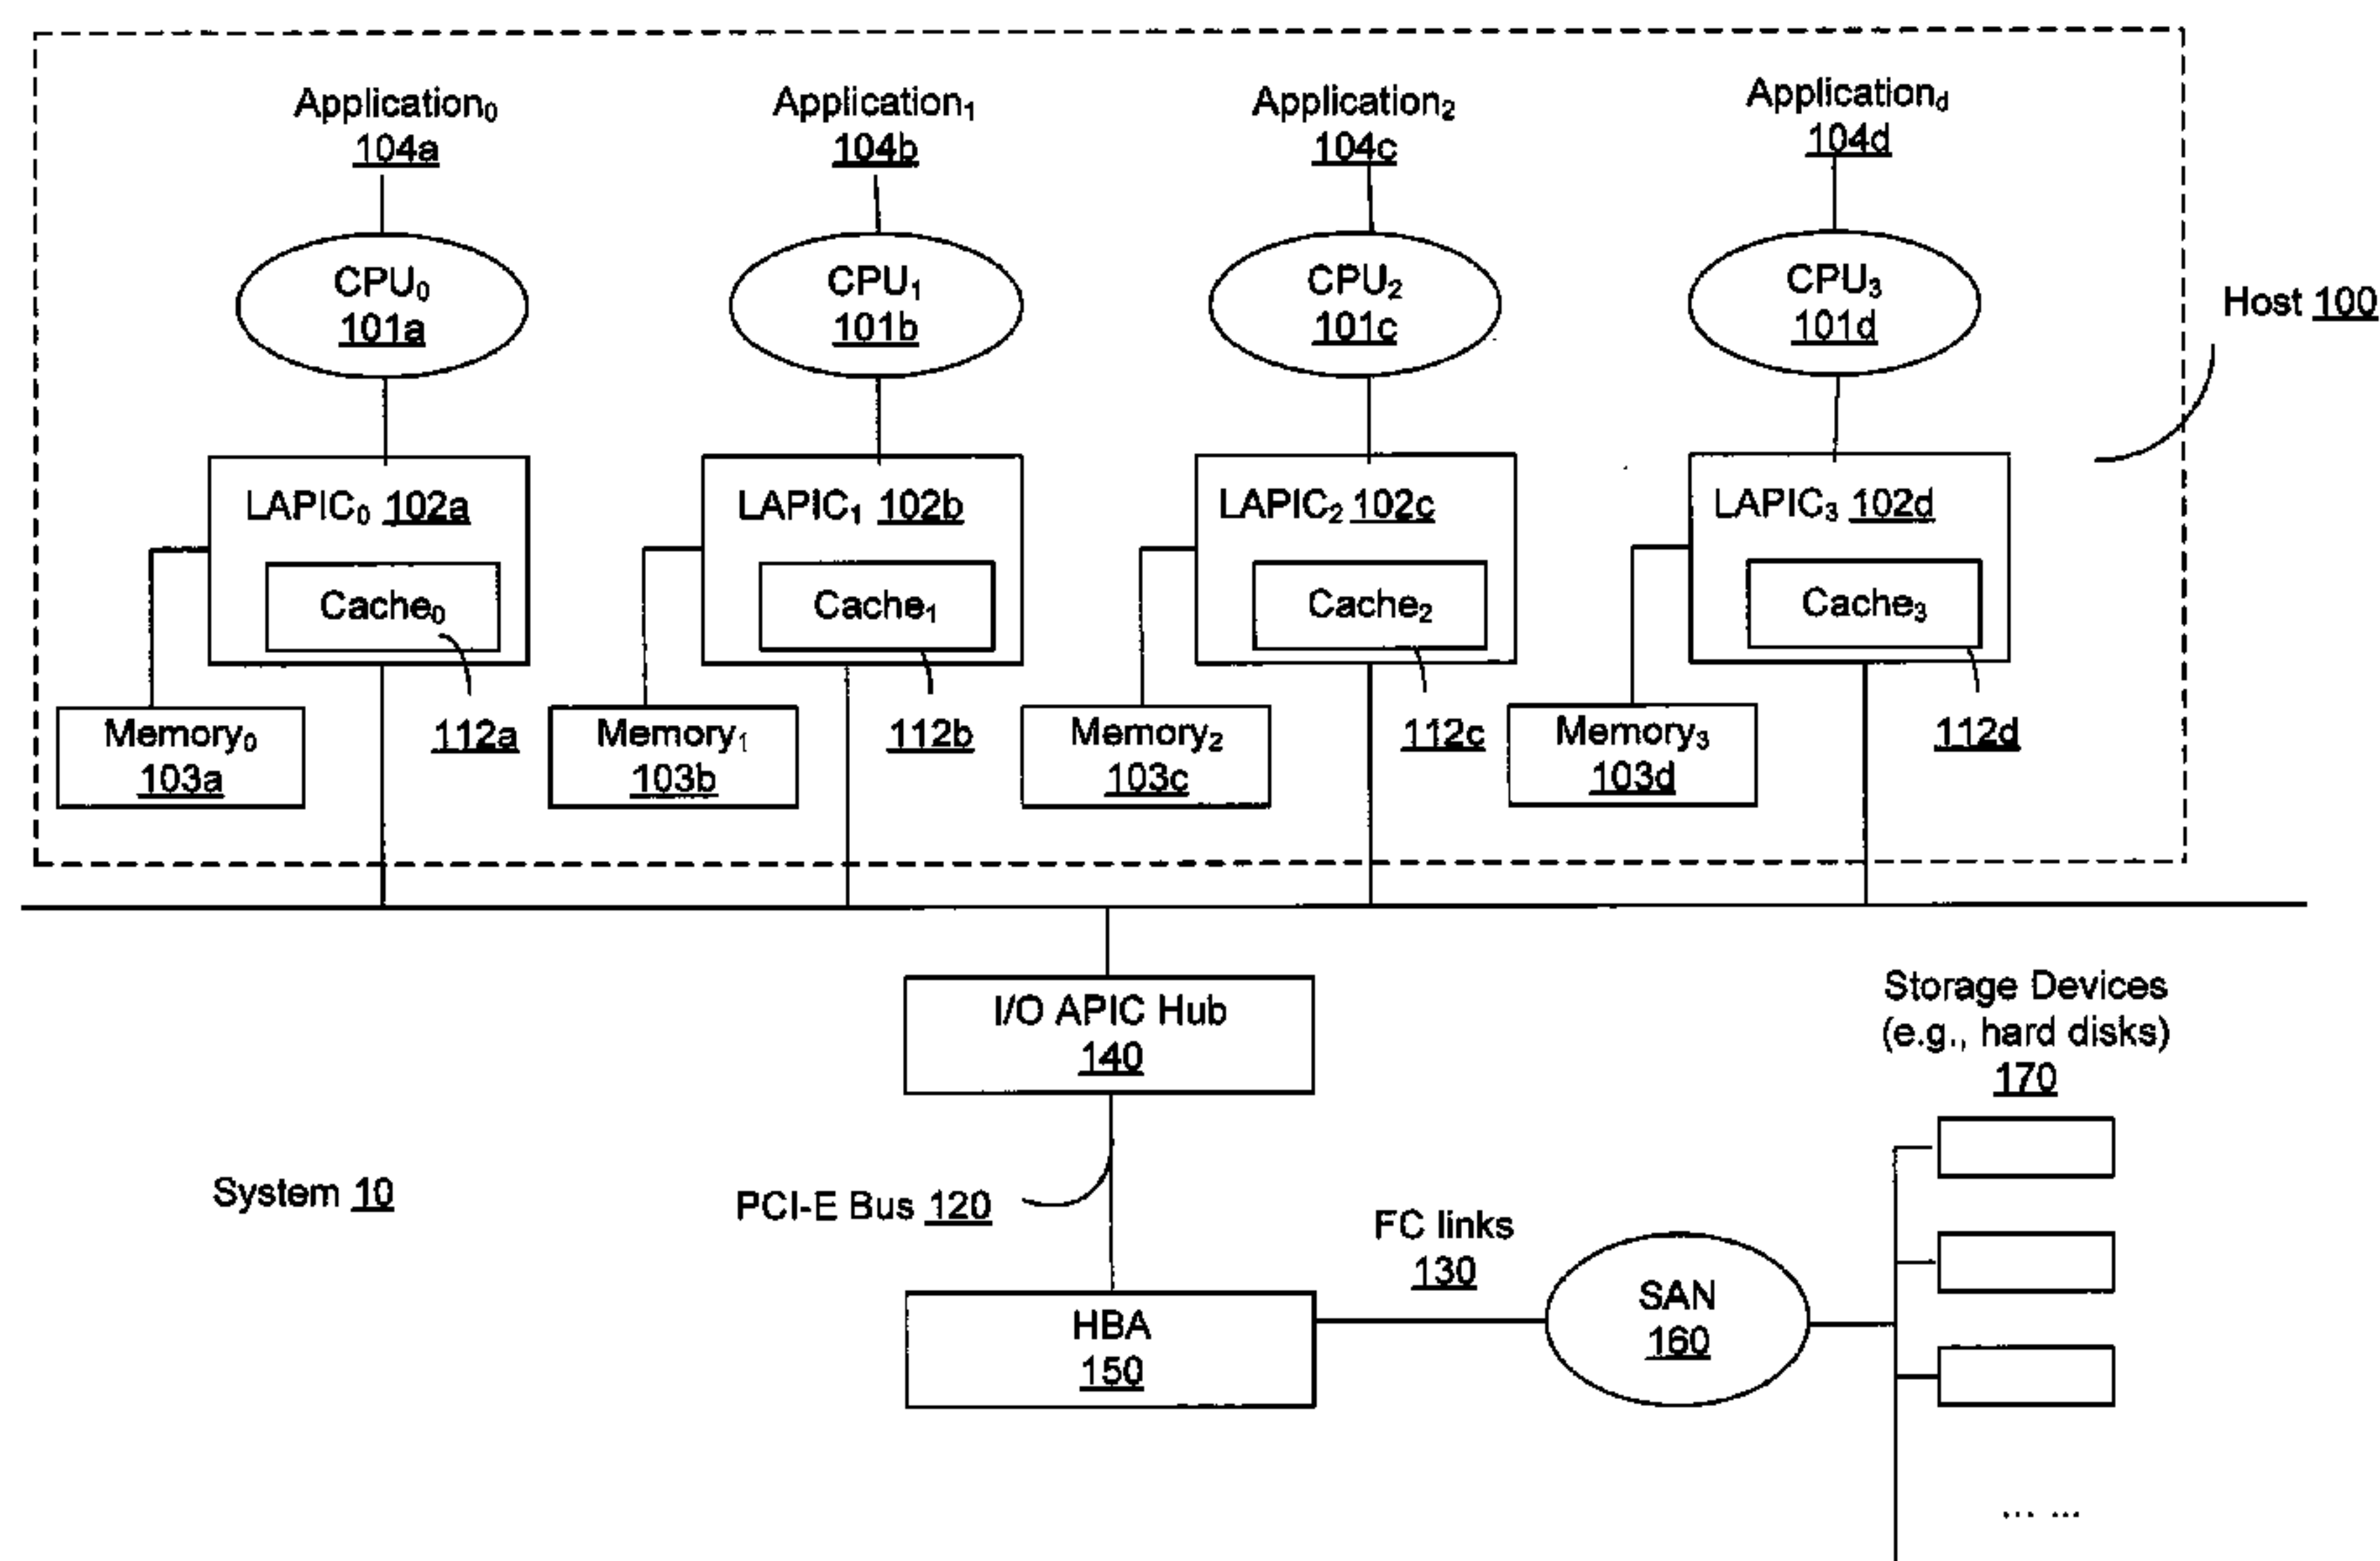 Application₀
104a
Application₁
104b
Application₂
104c
Application_d
104d
CPU₀
101a
CPU₁
101b
CPU₂
101c
CPU₃
101d
Host 100
LAPIC₀ 102a
LAPIC₁ 102b
LAPIC₂ 102c
LAPIC₃ 102d
Cache₀
Cache₁
Cache₂
Cache₃
Memory₀
103a
112a
Memory₁
103b
112b
Memory₂
103c
112c
Memory₃
103d
112d
I/O APIC Hub
140
Storage Devices
(e.g., hard disks)
170
System 10
PCI-E Bus 120
FC links
130
HBA
150
SAN
160
... ...